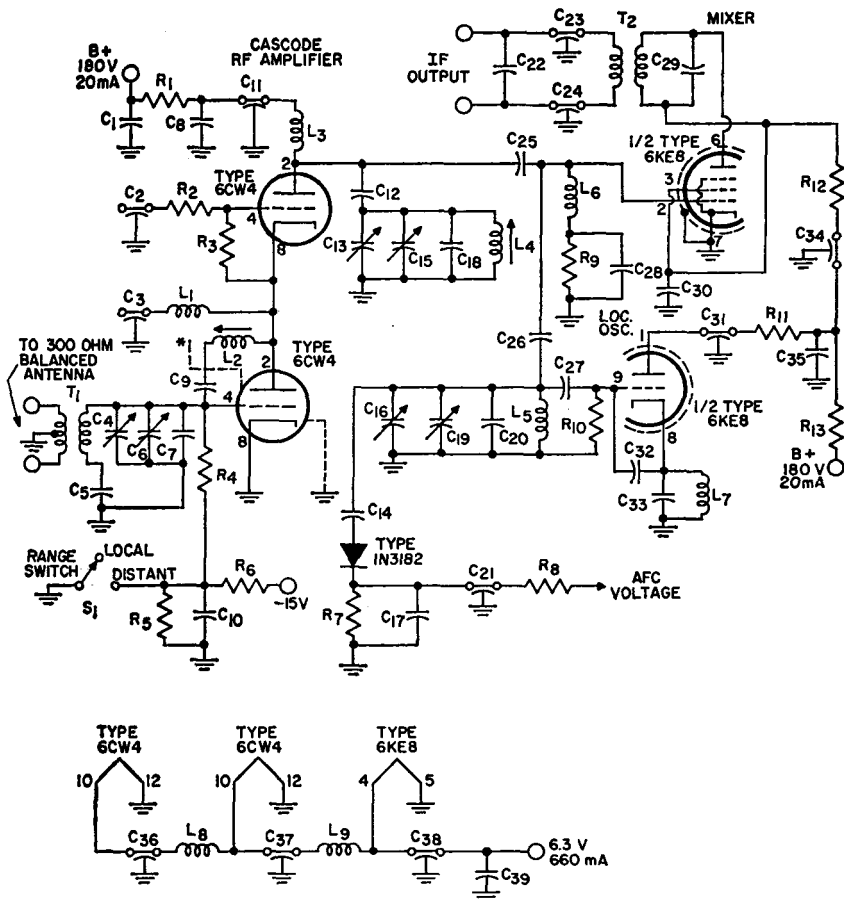 B+
180 V
20mA
C1
R1
C8
C11
CASCODE
RF AMPLIFIER
L3
C23
T2
MIXER
IF
OUTPUT
C22
C24
C29
C2
R2
R3
TYPE
6CW4
2
4
8
C12
C13
C15
C18
L4
C25
L6
R9
C28
1/2 TYPE
6KE8
6
3
2
7
C30
R12
C34
C3
L1
*1
L2
C9
TYPE
6CW4
2
4
8
TO 300 OHM
BALANCED
ANTENNA
T1
C4
C6
C7
C5
R4
C26
C27
C16
C19
C20
L5
R10
LOC.
OSC.
1
9
8
1/2 TYPE
6KE8
C31
R11
C35
C32
C33
L7
R13
B+
180 V
20mA
C14
TYPE
1N3182
RANGE
SWITCH
LOCAL
DISTANT
S1
R5
C10
R6
-15V
R7
C17
C21
R8
AFC
VOLTAGE
TYPE
6CW4
10
12
TYPE
6CW4
10
12
TYPE
6KE8
4
5
C36
L8
C37
L9
C38
C39
6.3 V
660 mA